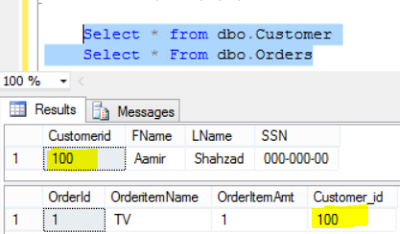 Select * from dbo.Customer
Select * From dbo.Orders
100 %
Results Messages
Customerid FName LName SSN
1 100 Aamir Shahzad 000-000-00
OrderId OrderitemName OrderItemAmt Customer_id
1 1 TV 1 100